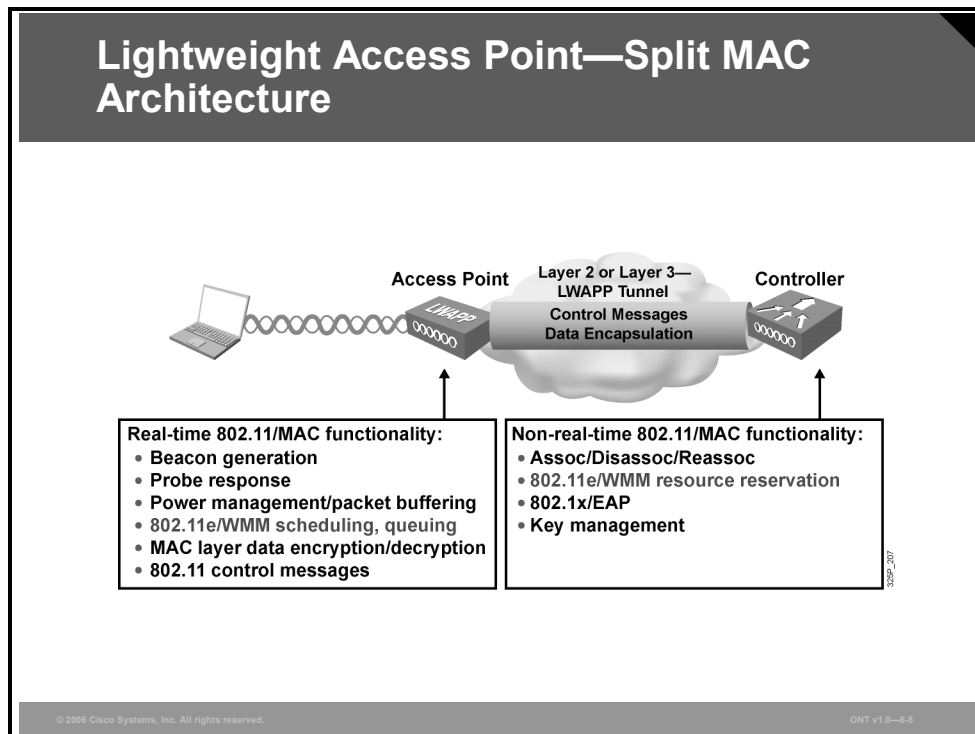 Lightweight Access Point—Split MAC
Architecture
Access Point
Layer 2 or Layer 3—
LWAPP Tunnel
Control Messages
Data Encapsulation
Controller
LWAPP
Real-time 802.11/MAC functionality:
• Beacon generation
• Probe response
• Power management/packet buffering
• 802.11e/WMM scheduling, queuing
• MAC layer data encryption/decryption
• 802.11 control messages
Non-real-time 802.11/MAC functionality:
• Assoc/Disassoc/Reassoc
• 802.11e/WMM resource reservation
• 802.1x/EAP
• Key management
325P_207
© 2006 Cisco Systems, Inc. All rights reserved.
ONT v1.0—6-8